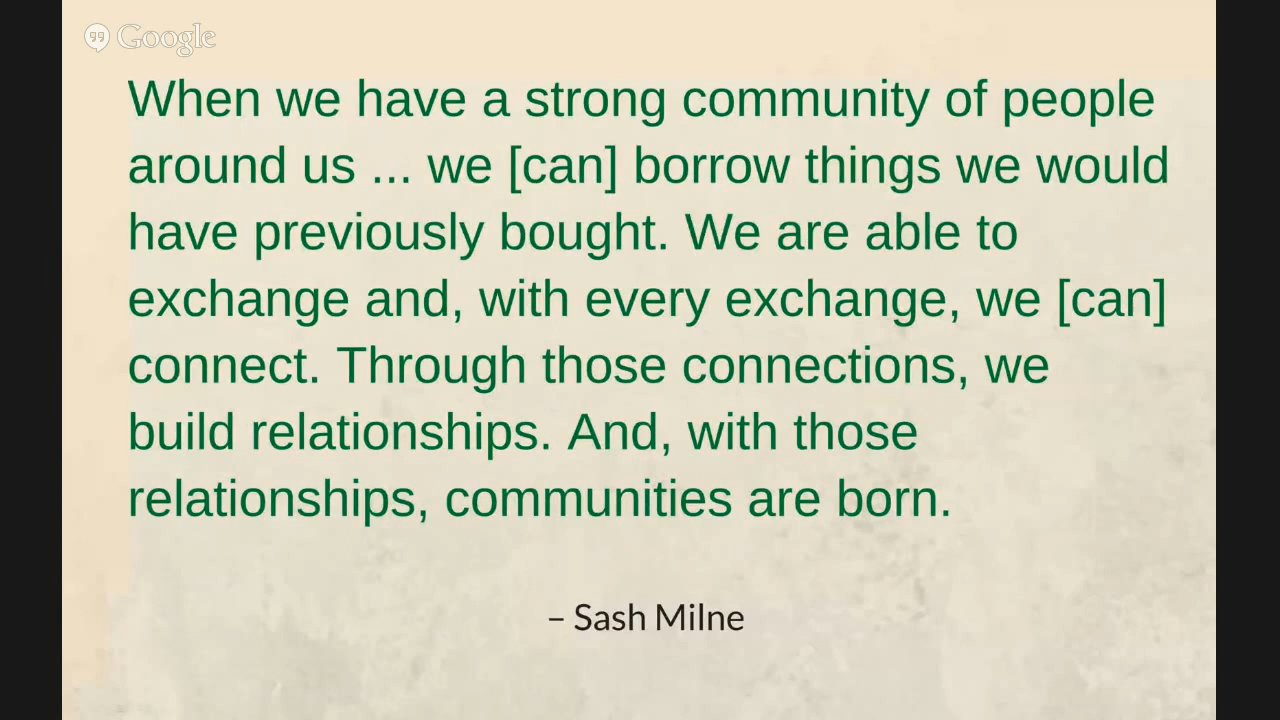 Google
When we have a strong community of people
around us ... we [can] borrow things we would
have previously bought. We are able to
exchange and, with every exchange, we [can]
connect. Through those connections, we
build relationships. And, with those
relationships, communities are born.
– Sash Milne